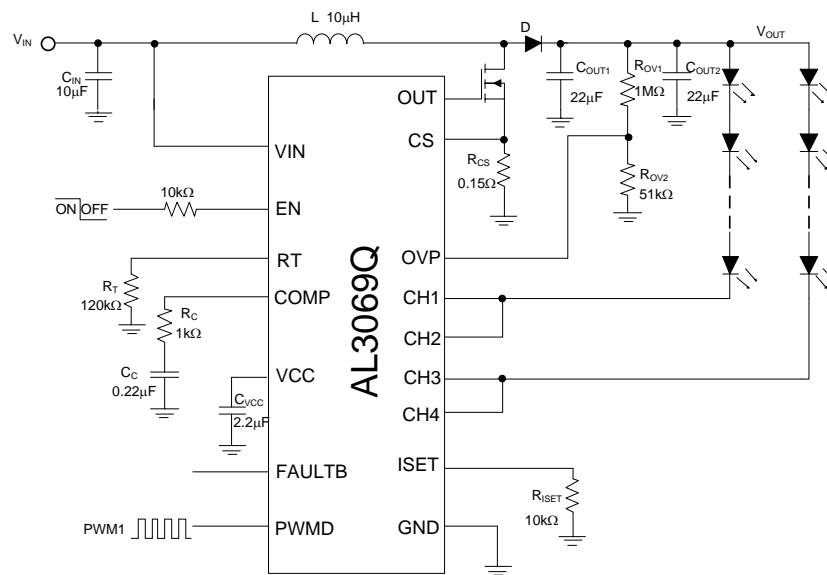 L 10µH
D
VIN
VOUT
CIN
10µF
COUT1
22µF
ROV1
1MΩ
COUT2
22µF
OUT
CS
RCS
0.15Ω
ROV2
51kΩ
VIN
10kΩ
ON OFF
EN
RT
RT
120kΩ
COMP
RC
1kΩ
CC
0.22µF
VCC
CVCC
2.2µF
FAULTB
PWM1
PWMD
AL3069Q
OVP
CH1
CH2
CH3
CH4
ISET
RISET
10kΩ
GND